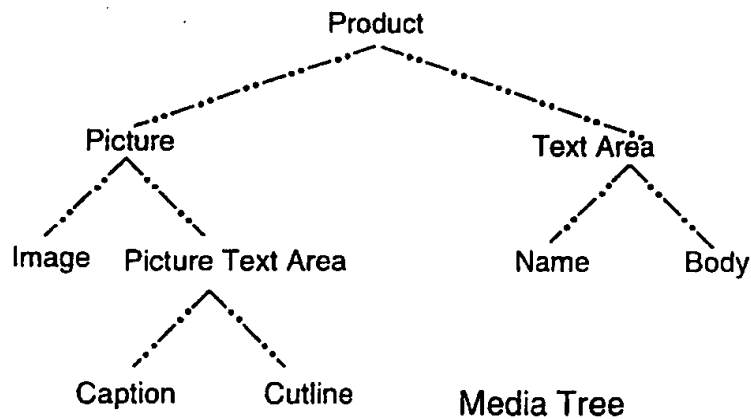 Product
Picture Text Area
Image Picture Text Area Name Body
Caption Cutline
Media Tree